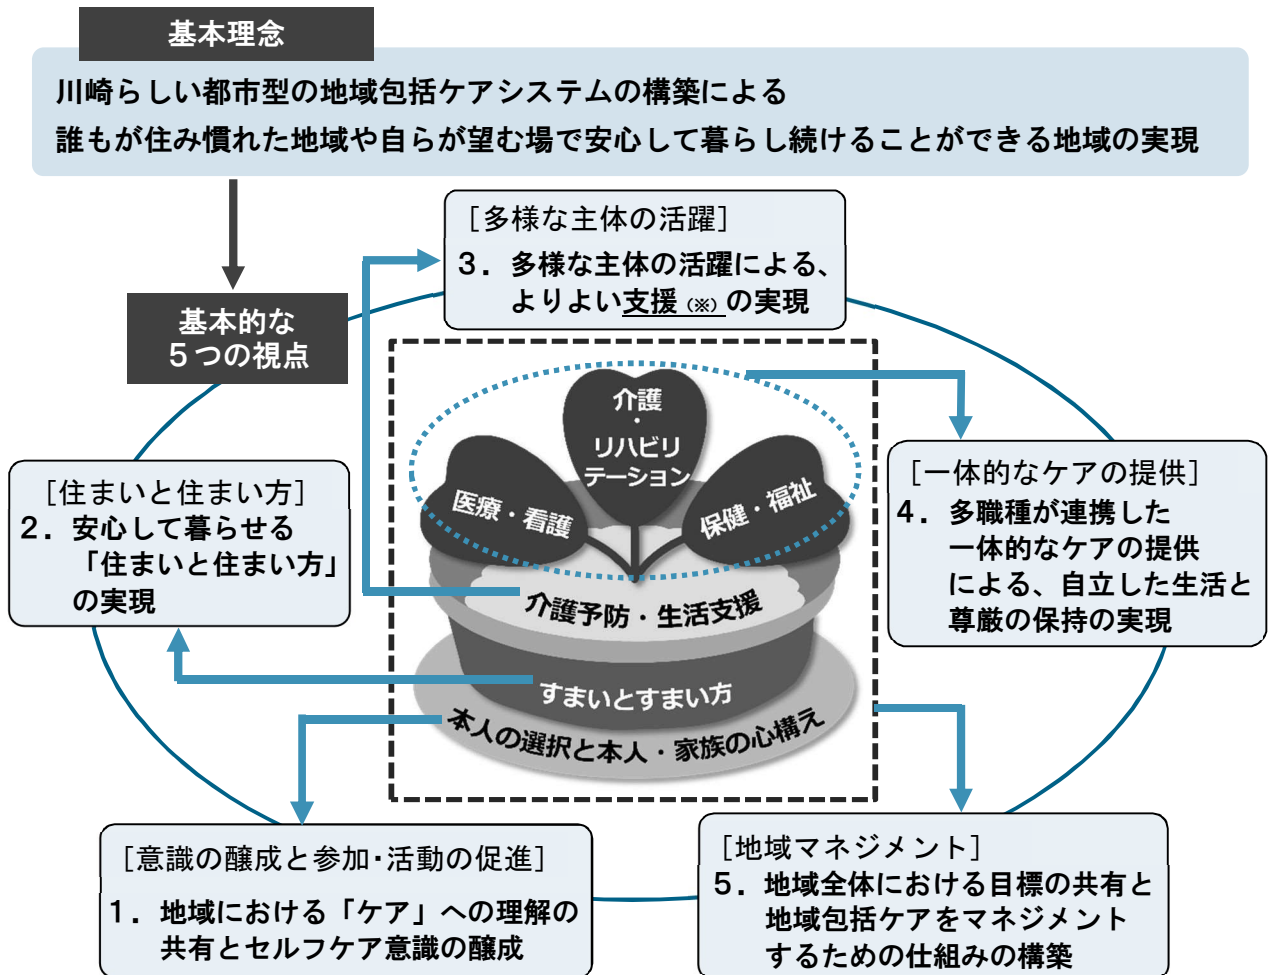 基本理念
川崎らしい都市型の地域包括ケアシステムの構築による
誰もが住み慣れた地域や自らが望む場で安心して暮らし続けることができる地域の実現
基本的な
５つの視点
［多様な主体の活躍］
３．多様な主体の活躍による、
よりよい支援（※）の実現
［住まいと住まい方］
２．安心して暮らせる
「住まいと住まい方」
の実現
介護
・
リハビリ
テーション
医療・看護
保健・福祉
介護予防・生活支援
すまいとすまい方
本人の選択と本人・家族の心構え
［一体的なケアの提供］
４．多職種が連携した
一体的なケアの提供
による、自立した生活と
尊厳の保持の実現
［意識の醸成と参加・活動の促進］
１．地域における「ケア」への理解の
共有とセルフケア意識の醸成
［地域マネジメント］
５．地域全体における目標の共有と
地域包括ケアをマネジメント
するための仕組みの構築